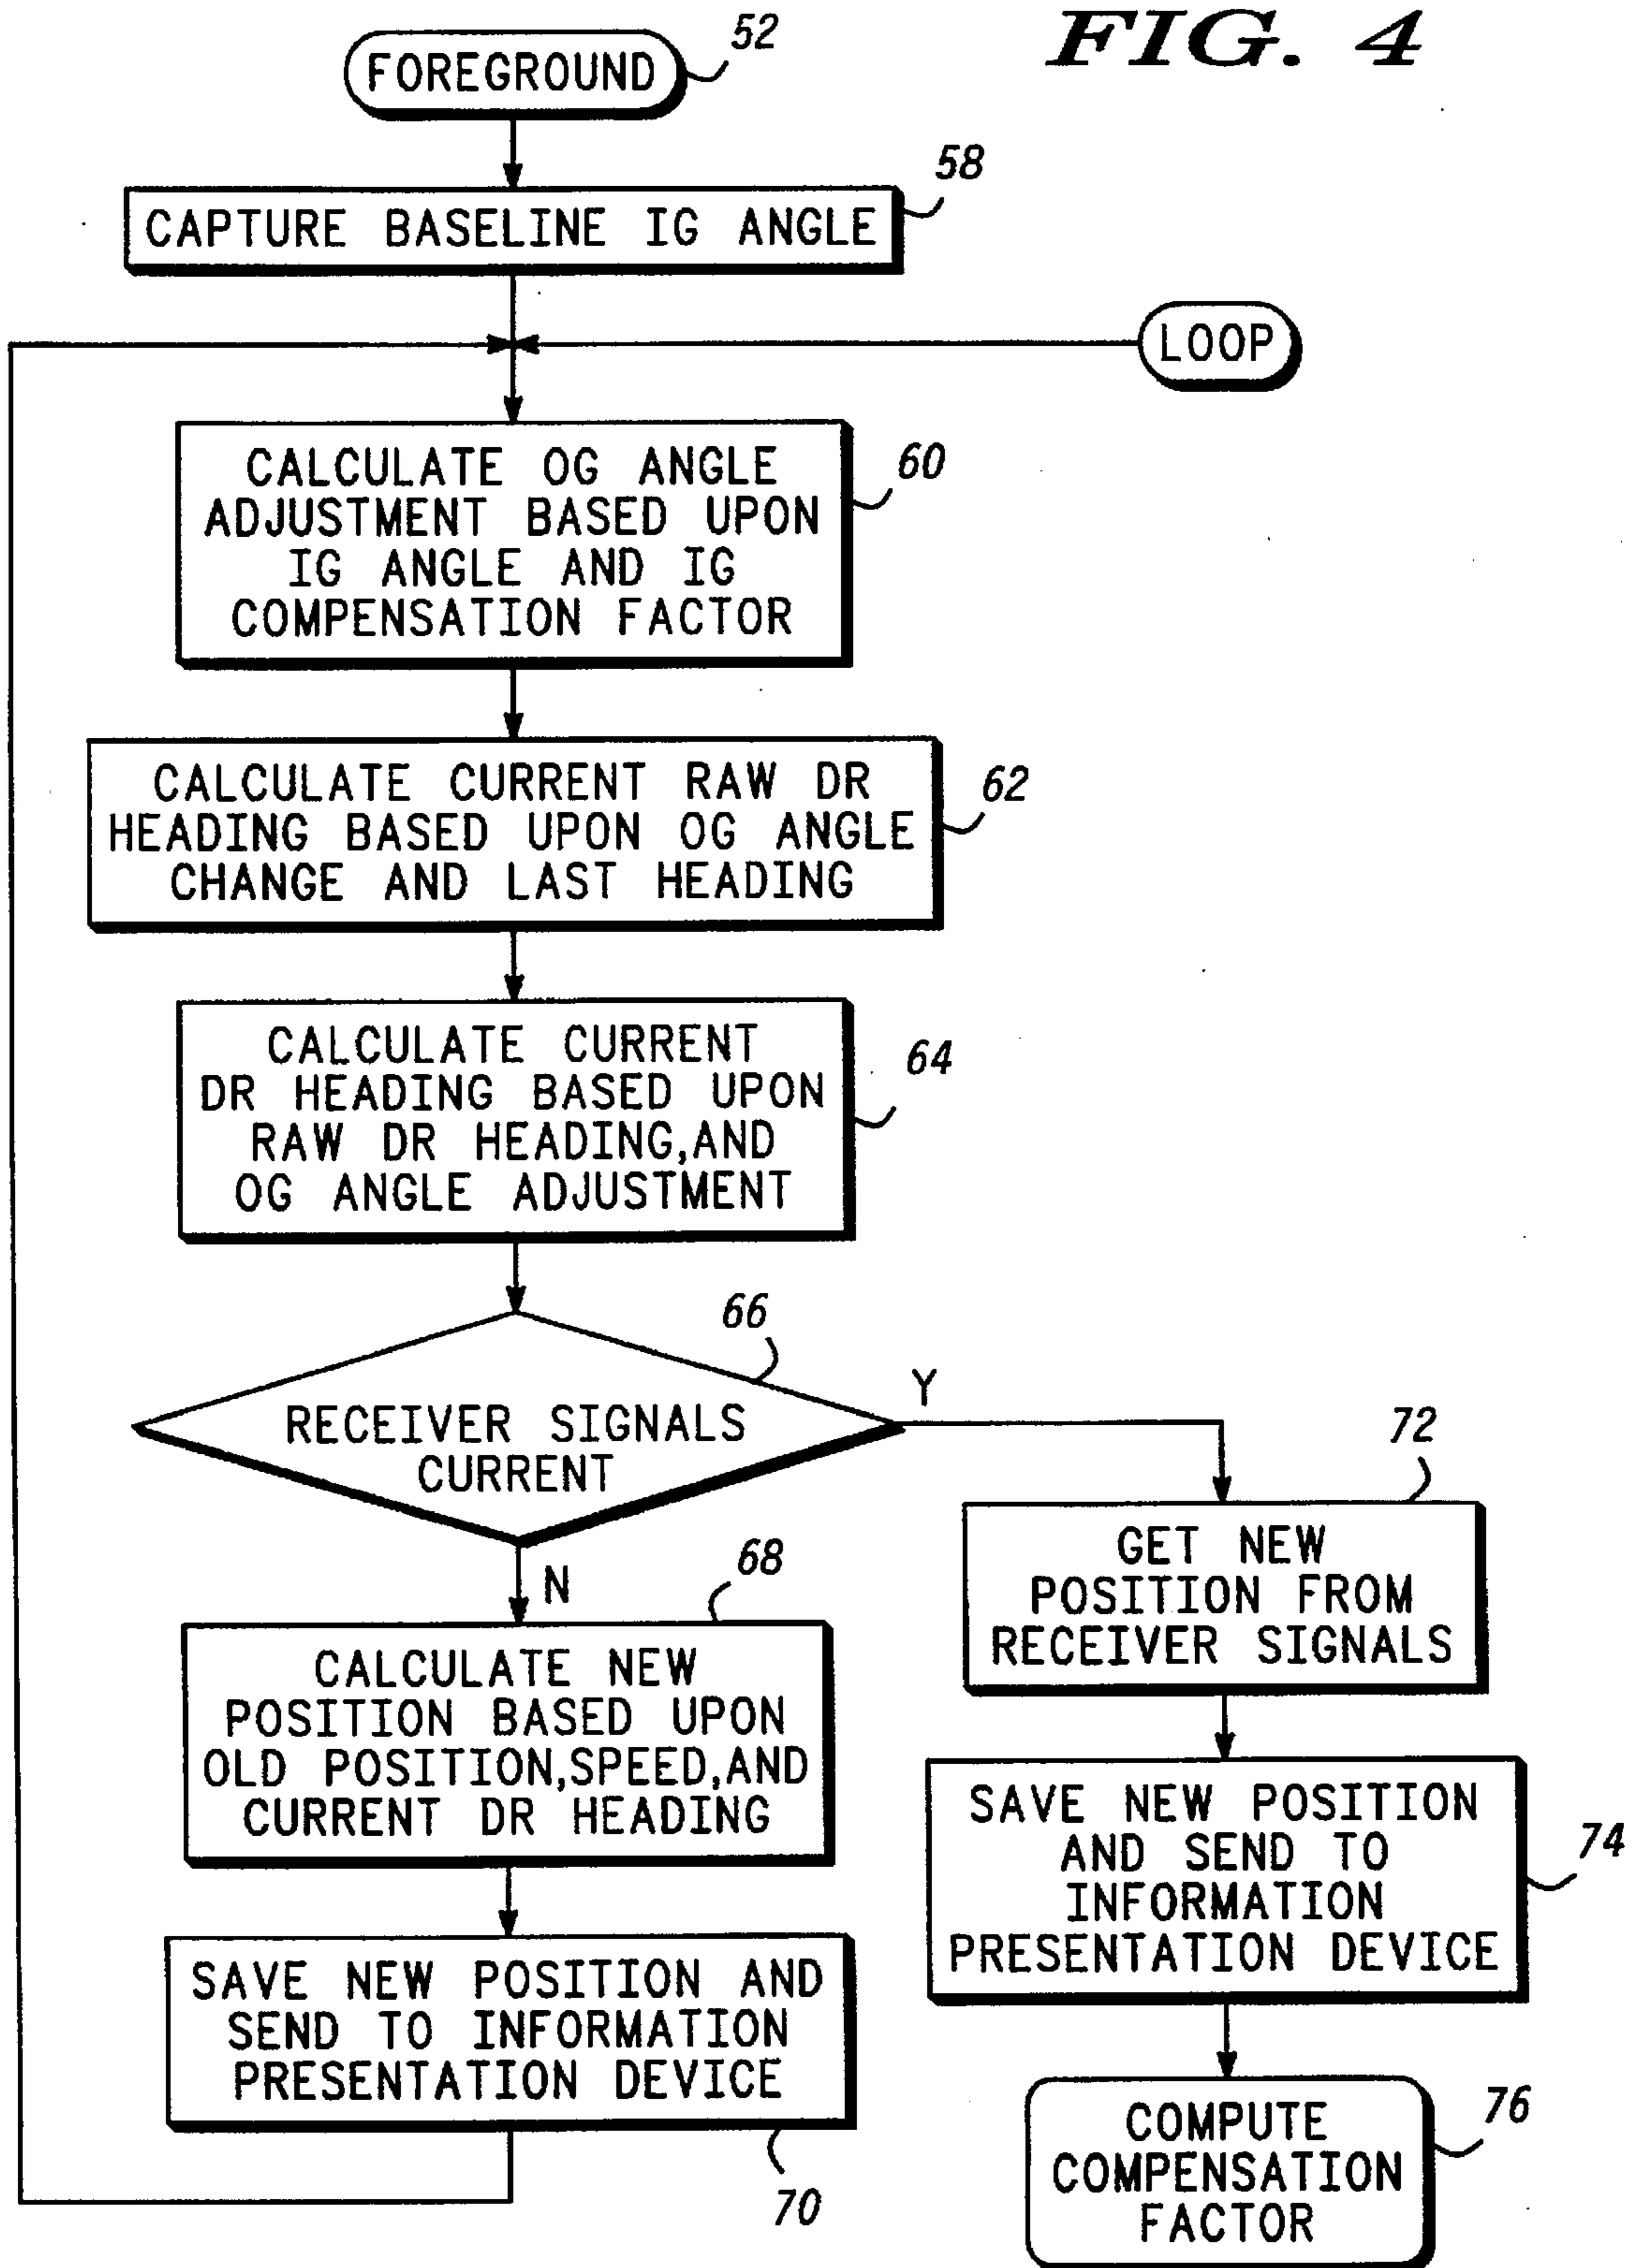 FIG. 4
FOREGROUND
52
CAPTURE BASELINE IG ANGLE
58
LOOP
CALCULATE OG ANGLE
ADJUSTMENT BASED UPON
IG ANGLE AND IG
COMPENSATION FACTOR
60
CALCULATE CURRENT RAW DR
HEADING BASED UPON OG ANGLE
CHANGE AND LAST HEADING
62
CALCULATE CURRENT
DR HEADING BASED UPON
RAW DR HEADING,AND
OG ANGLE ADJUSTMENT
64
RECEIVER SIGNALS
CURRENT
66
Y
N
CALCULATE NEW
POSITION BASED UPON
OLD POSITION,SPEED,AND
CURRENT DR HEADING
68
SAVE NEW POSITION AND
SEND TO INFORMATION
PRESENTATION DEVICE
70
GET NEW
POSITION FROM
RECEIVER SIGNALS
72
SAVE NEW POSITION
AND SEND TO
INFORMATION
PRESENTATION DEVICE
74
COMPUTE
COMPENSATION
FACTOR
76